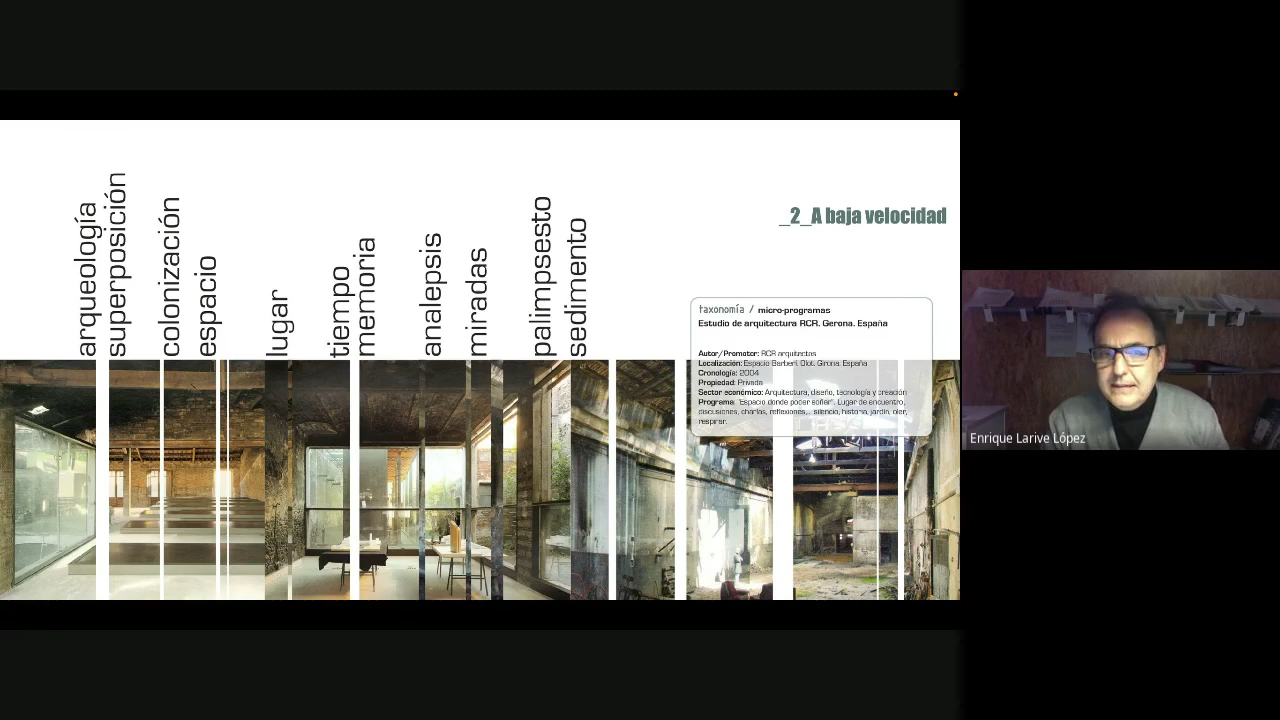 arqueología
superposición
colonización
espacio
lugar
tiempo
memoria
analepsis
miradas
palimpsesto
sedimento
_2_A baja velocidad
taxonomía / micro-programas
Estudio de arquitectura RCR. Gerona. España
Autor/Promotor: RCR arquitectes
Localización: Espacio Barberí. Olot. Girona. España
Cronología: 2004
Propiedad: Privada
Sector económico: Arquitectura, diseño, tecnología y creación
Programa: "Espacio donde poder soñar". Lugar de encuentro,
discusiones, charlas, reflexiones... silencio, historia, jardín, oler,
respirar.
Enrique Larive López